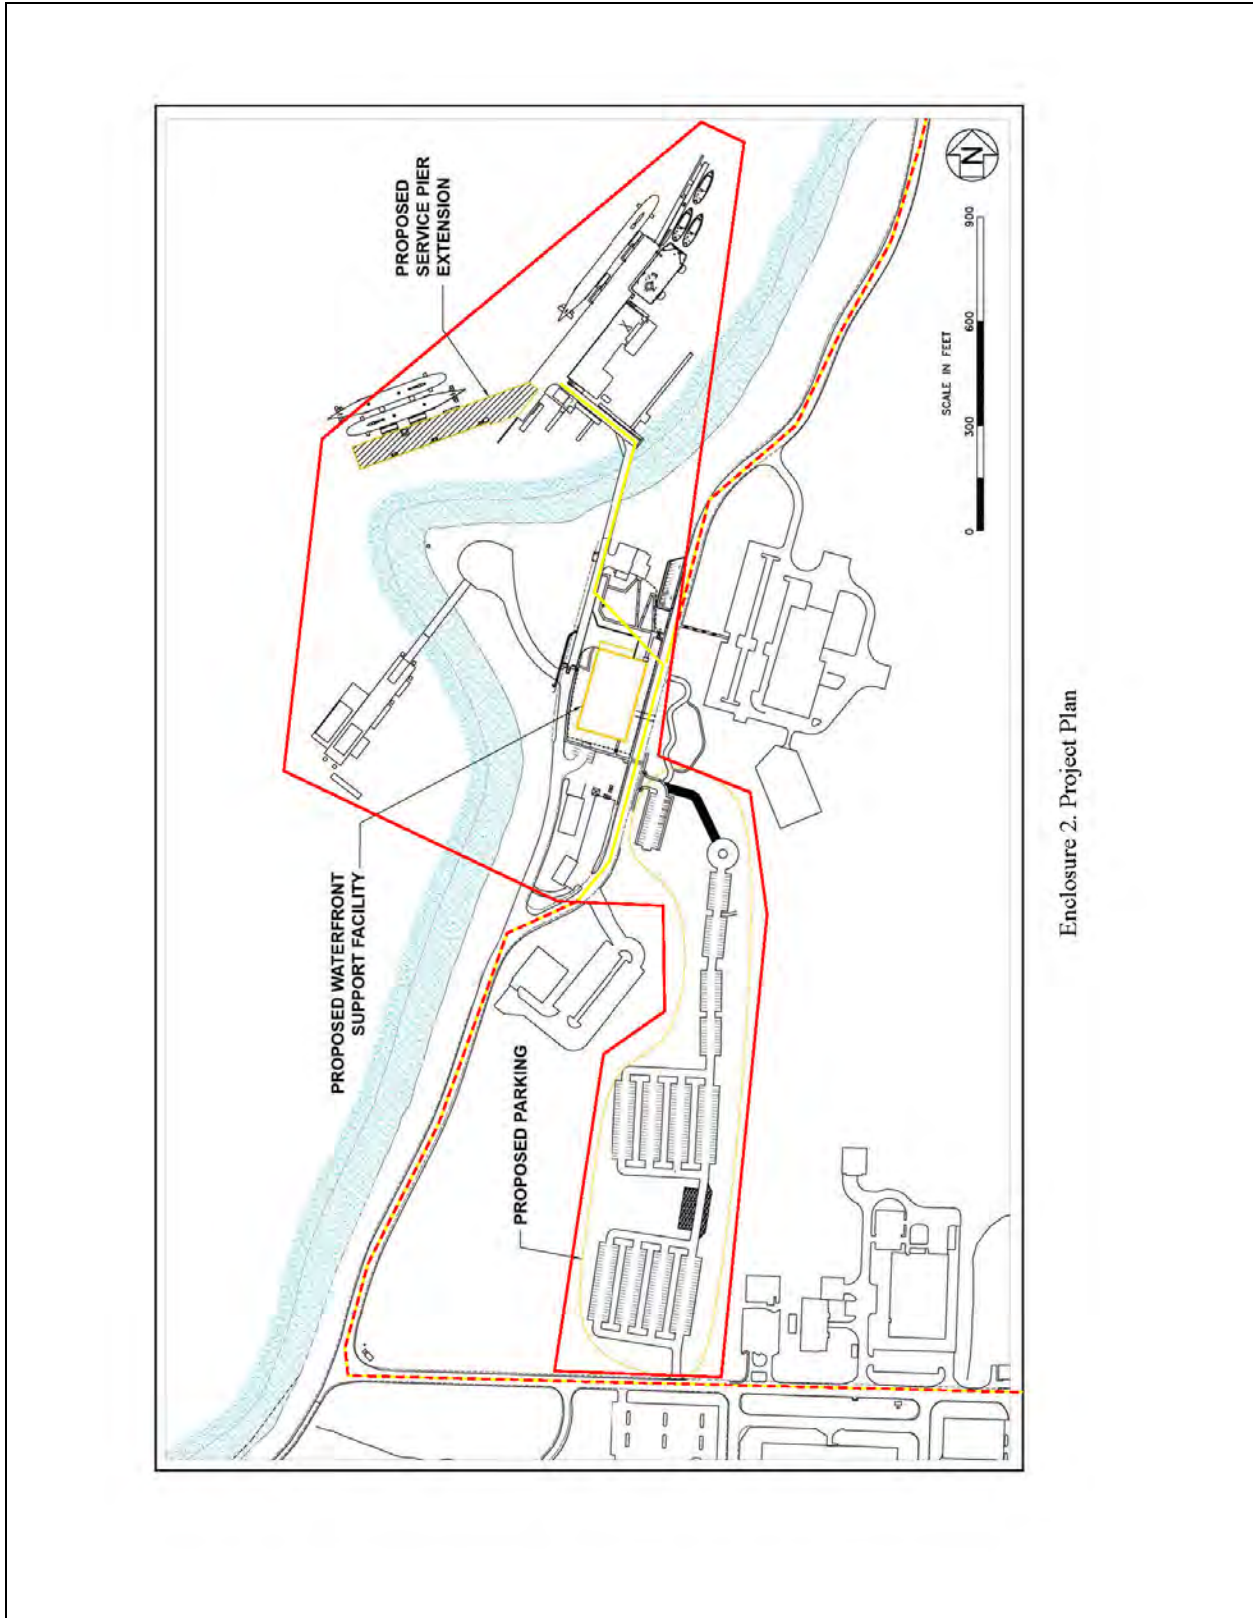 PROPOSED
SERVICE PIER
EXTENSION
N
900
600
300
0
SCALE IN FEET
PROPOSED WATERFRONT
SUPPORT FACILITY
PROPOSED PARKING
Enclosure 2. Project Plan